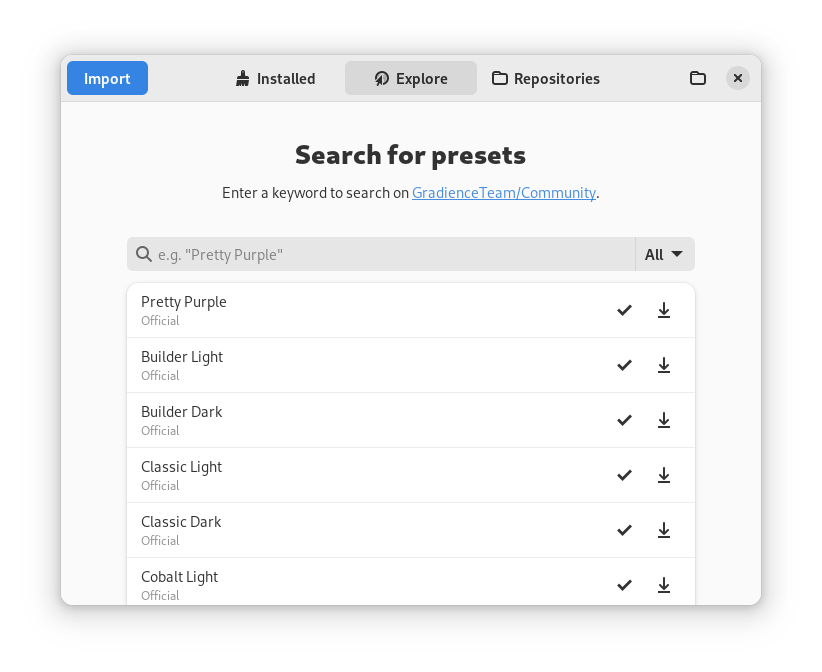 Import
Installed
Explore
Repositories
Search for presets
Enter a keyword to search on GradienceTeam/Community.
e.g. "Pretty Purple"
All
Pretty Purple
Official
Builder Light
Official
Builder Dark
Official
Classic Light
Official
Classic Dark
Official
Cobalt Light
Official